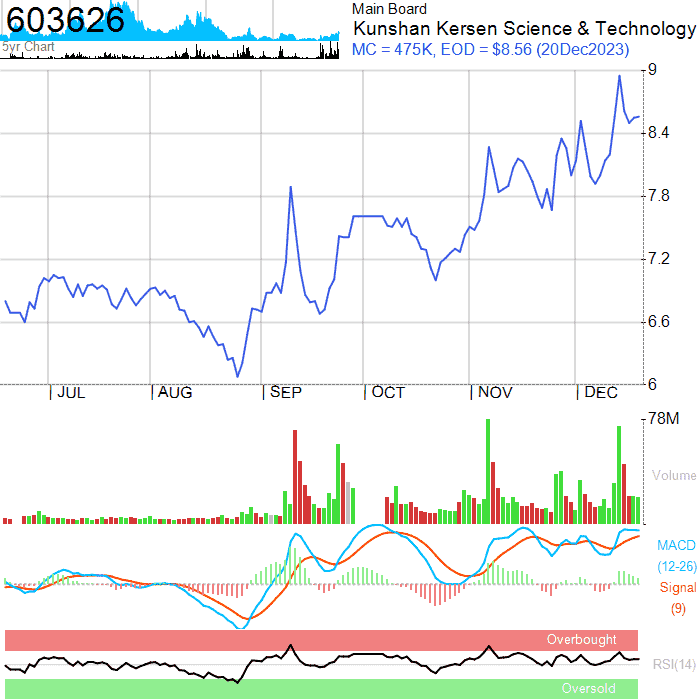 603626
5yr Chart
Main Board
Kunshan Kersen Science & Technology
MC = 475K, EOD = $8.56 (20Dec2023)
9
8.4
7.8
7.2
6.6
6
JUL
AUG
SEP
OCT
NOV
DEC
78M
Volume
MACD
(12-26)
Signal
(9)
Overbought
RSI(14)
Oversold